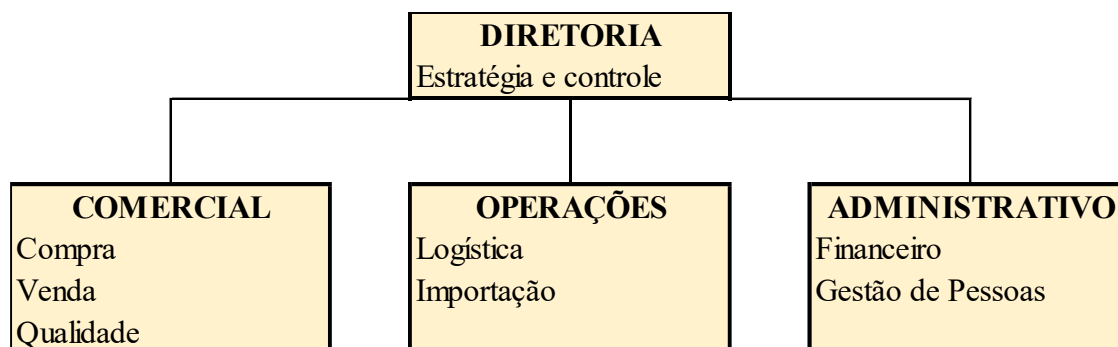 DIRETORIA
Estratégia e controle
COMERCIAL
Compra
Venda
Qualidade
OPERAÇÕES
Logística
Importação
ADMINISTRATIVO
Financeiro
Gestão de Pessoas